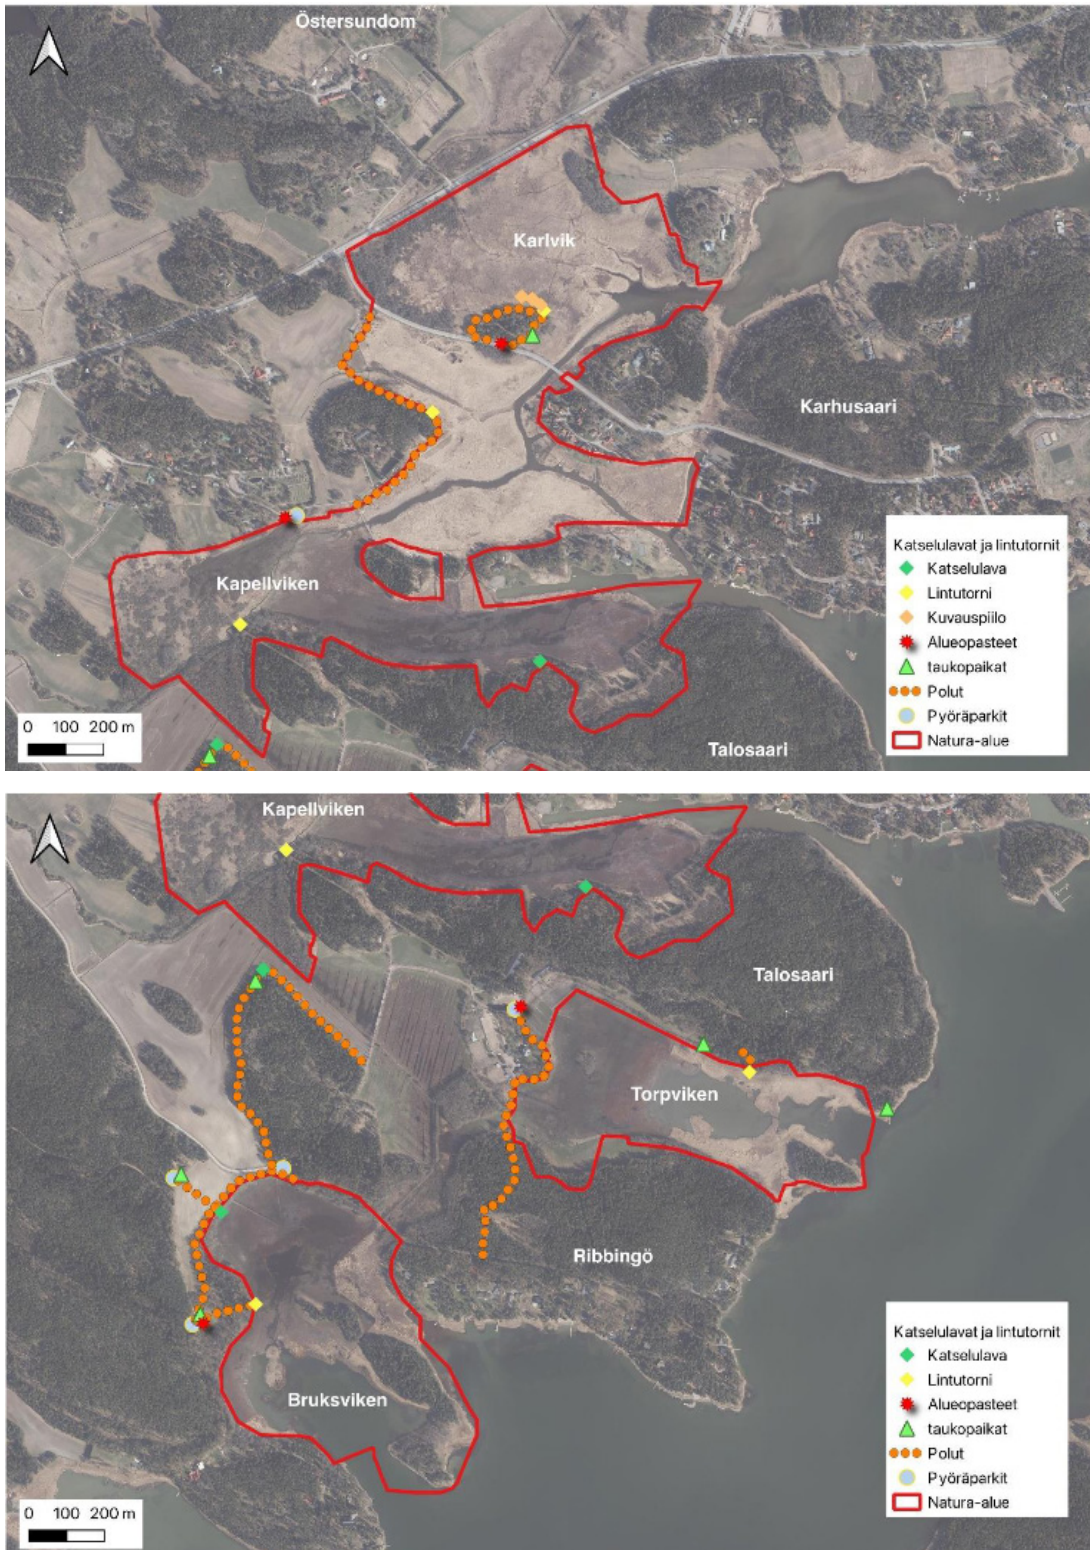 Östersundom
Karlvik
Karhusaari
Kapellviken
Talosaari
Katselulavat ja lintutornit
Katselulava
Lintutorni
Kuvauspiilo
Alueopasteet
taukopaikat
Polut
Pyöräparkit
Natura-alue
0 100 200 m
Kapellviken
Talosaari
Torpviken
Ribbingö
Bruksviken
Katselulavat ja lintutornit
Katselulava
Lintutorni
Alueopasteet
taukopaikat
Polut
Pyöräparkit
Natura-alue
0 100 200 m